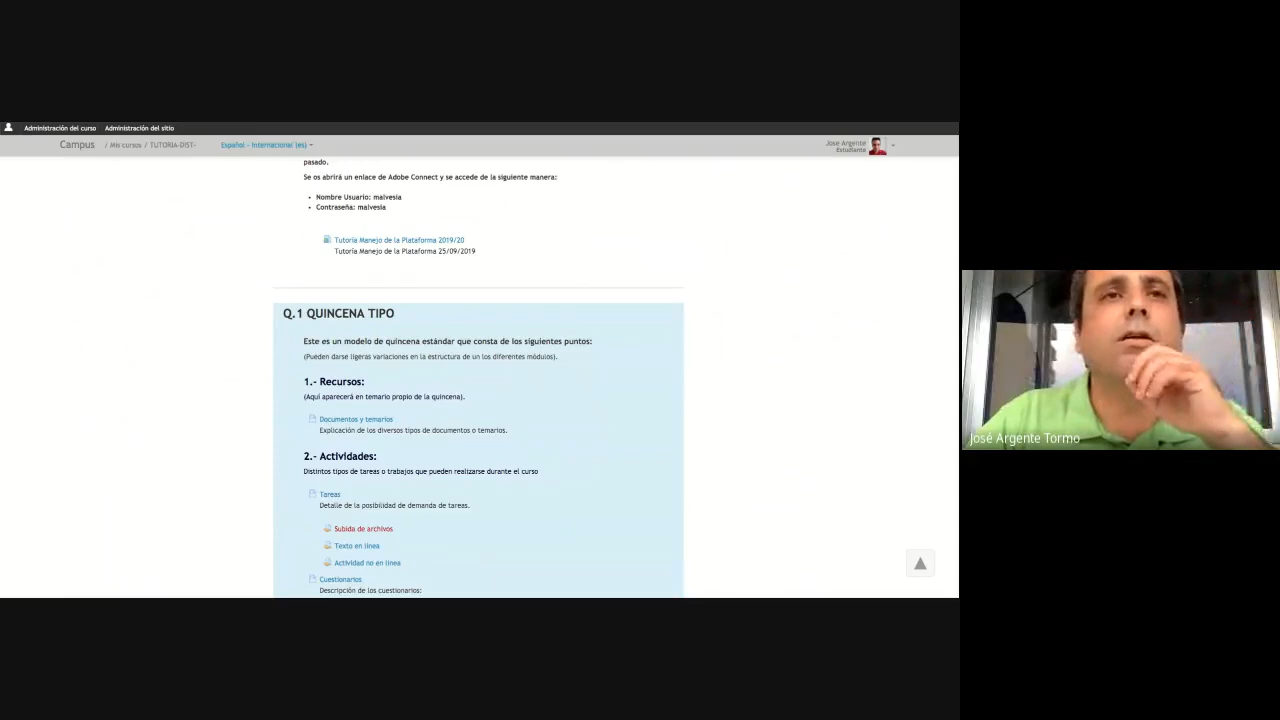 Administración del curso Administración del sitio
Campus / Mis cursos / TUTORIA-DIST- Español - Internacional (es)
Jose Argente
Estudiante
pasado.
Se os abrirá un enlace de Adobe Connect y se accede de la siguiente manera:
Nombre Usuario: malvesia
Contraseña: malvesia
Tutoría Manejo de la Plataforma 2019/20
Tutoría Manejo de la Plataforma 25/09/2019
Q.1 QUINCENA TIPO
Este es un modelo de quincena estándar que consta de los siguientes puntos:
(Pueden darse ligeras variaciones en la estructura de un los diferentes módulos).
1.- Recursos:
(Aquí aparecerá en temario propio de la quincena).
Documentos y temarios
Explicación de los diversos tipos de documentos o temarios.
2.- Actividades:
Distintos tipos de tareas o trabajos que pueden realizarse durante el curso
Tareas
Detalle de la posibilidad de demanda de tareas.
Subida de archivos
Texto en línea
Actividad no en línea
Cuestionarios
Descripción de los cuestionarios:
José Argente Tormo